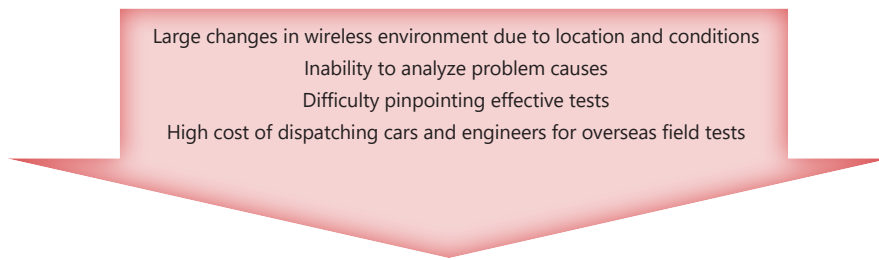 Large changes in wireless environment due to location and conditions
Inability to analyze problem causes
Difficulty pinpointing effective tests
High cost of dispatching cars and engineers for overseas field tests